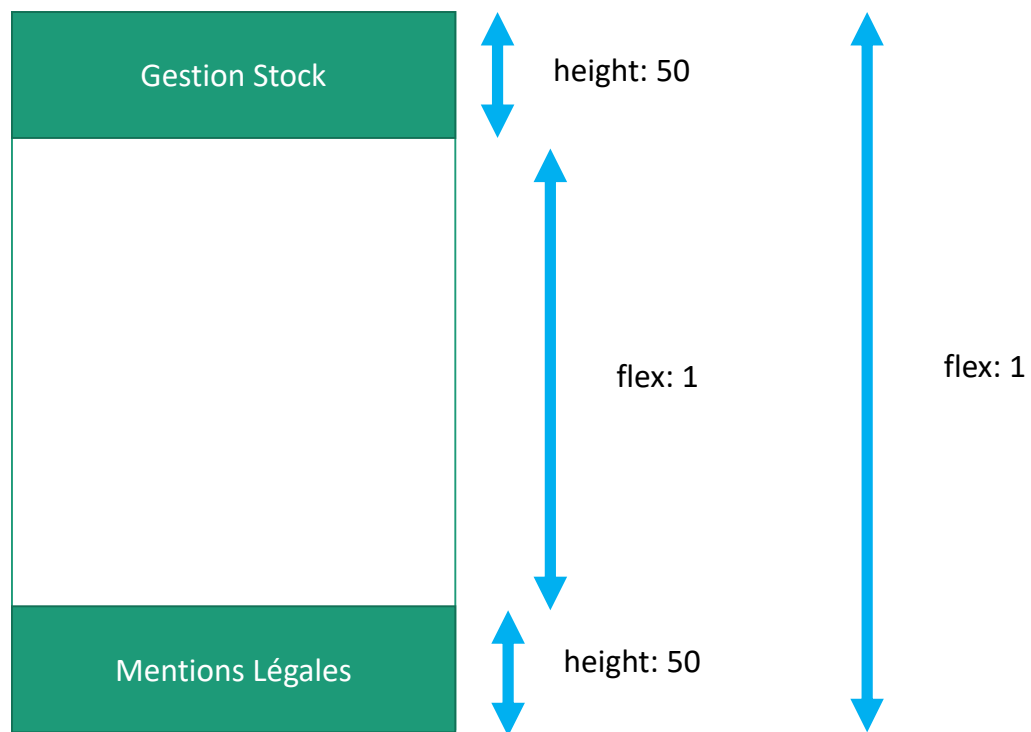 Gestion Stock
height: 50
flex: 1
flex: 1
Mentions Légales
height: 50